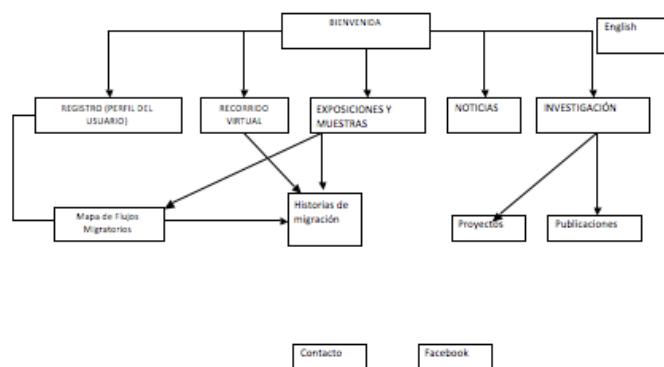 BIENVENIDA
English
REGISTRO (PERFIL DEL
USUARIO)
RECORRIDO
VIRTUAL
EXPOSICIONES Y
MUESTRAS
NOTICIAS
INVESTIGACIÓN
Mapa de Flujos
Migratorios
Historias de
migración
Proyectos
Publicaciones
Contacto
Facebook